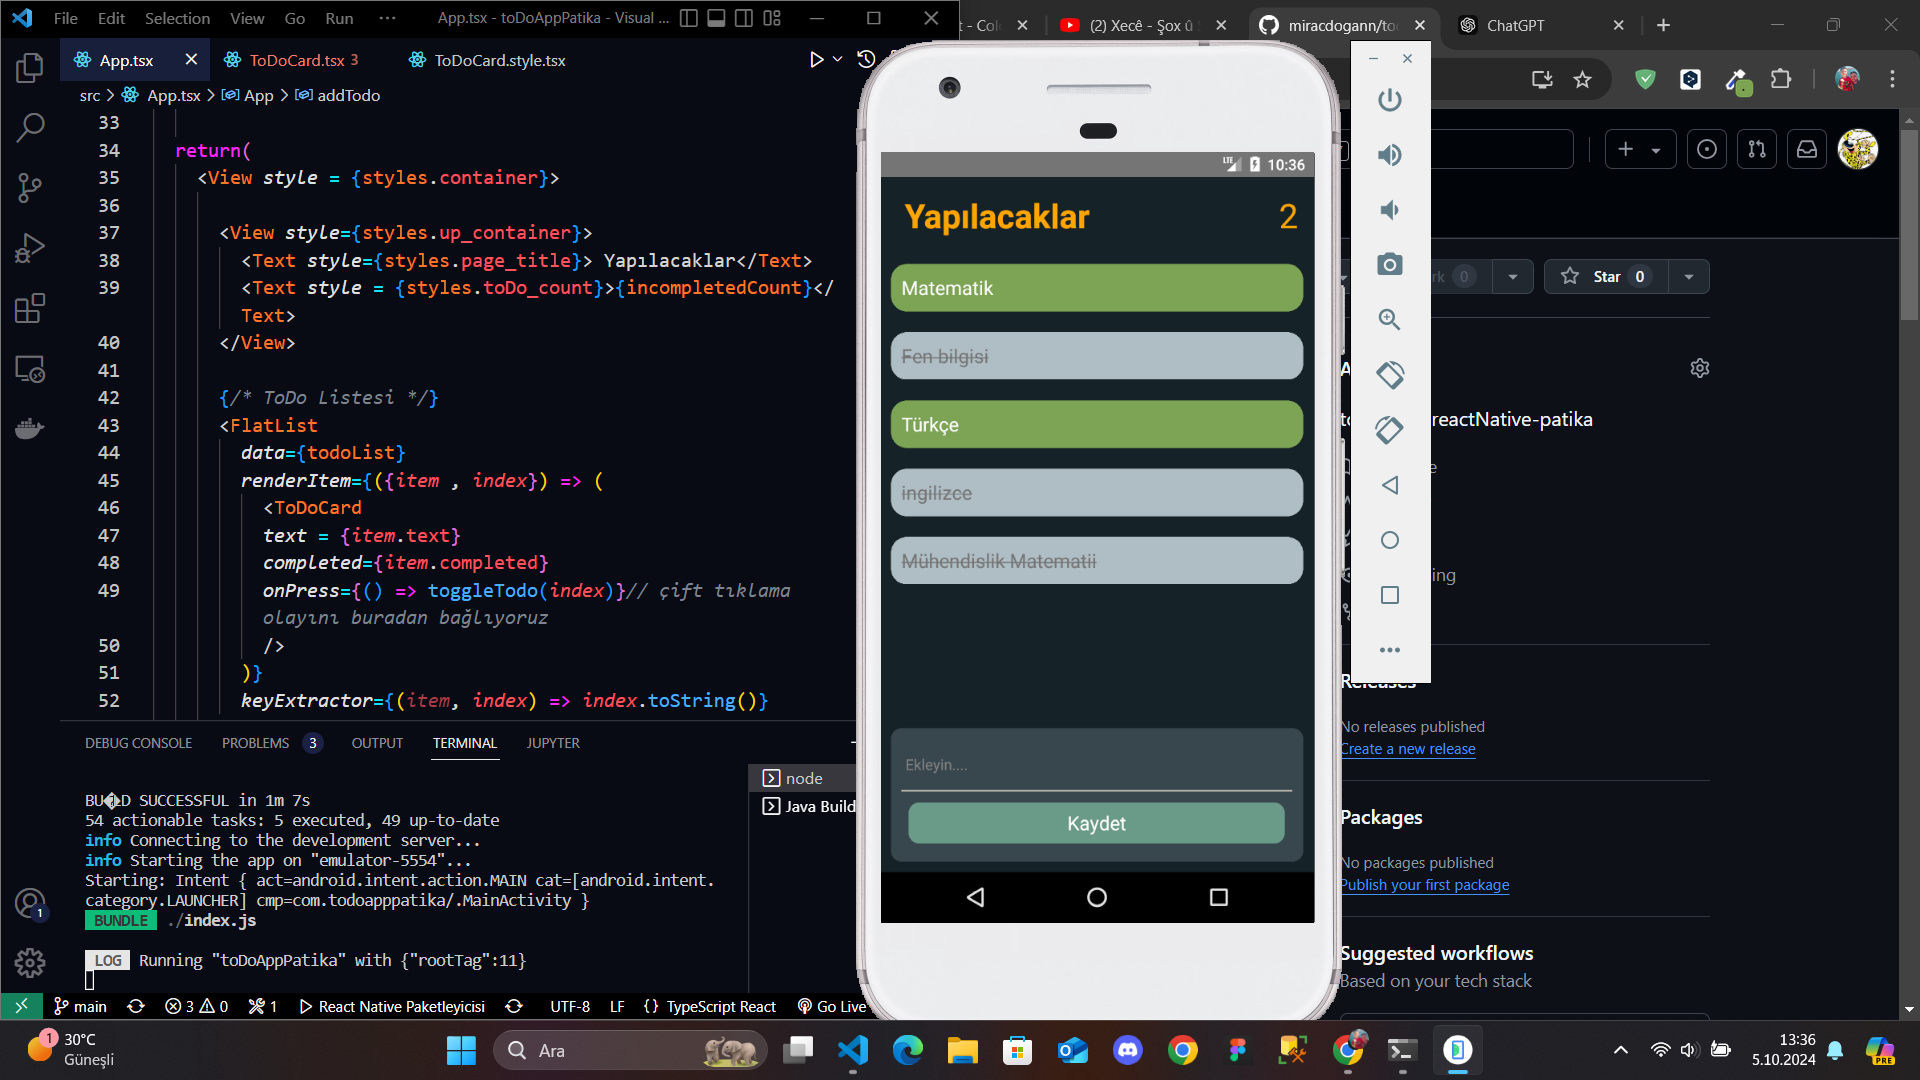 File Edit Selection View Go Run ··· App.tsx - toDoAppPatika - Visual ...
App.tsx
ToDoCard.tsx 3
ToDoCard.style.tsx
src > App.tsx > App > addTodo
33
34 return(
35 <View style = {styles.container}>
36
37 <View style={styles.up_container}>
38 <Text style={styles.page_title}> Yapılacaklar</Text>
39 <Text style = {styles.toDo_count}>{incompletedCount}</
Text>
40 </View>
41
42 {/* ToDo Listesi */}
43 <FlatList
44 data={todoList}
45 renderItem={({item , index}) => (
46 <ToDoCard
47 text = {item.text}
48 completed={item.completed}
49 onPress={() => toggleTodo(index)}// çift tıklama
olayını buradan bağlıyoruz
50 />
51 )}
52 keyExtractor={(item, index) => index.toString()}
DEBUG CONSOLE PROBLEMS 3 OUTPUT TERMINAL JUPYTER
BU�D SUCCESSFUL in 1m 7s
54 actionable tasks: 5 executed, 49 up-to-date
info Connecting to the development server...
info Starting the app on "emulator-5554"...
Starting: Intent { act=android.intent.action.MAIN cat=[android.intent.
category.LAUNCHER] cmp=com.todoapppatika/.MainActivity }
BUNDLE ./index.js
LOG Running "toDoAppPatika" with {"rootTag":11}
node
Java Build
1
main 3 0 1 React Native Paketleyicisi UTF-8 LF {} TypeScript React Go Live
LTE 10:36
Yapılacaklar 2
Matematik
Fen bilgisi
Türkçe
ingilizce
Mühendislik Matematii
Ekleyin....
Kaydet
(2) Xecê - Şox û
miracdogann/to
ChatGPT
0
Star 0
reactNative-patika
ing
Releases
No releases published
Create a new release
Packages
No packages published
Publish your first package
Suggested workflows
Based on your tech stack
1
30°C
Güneşli
Ara
13:36
5.10.2024
PRE